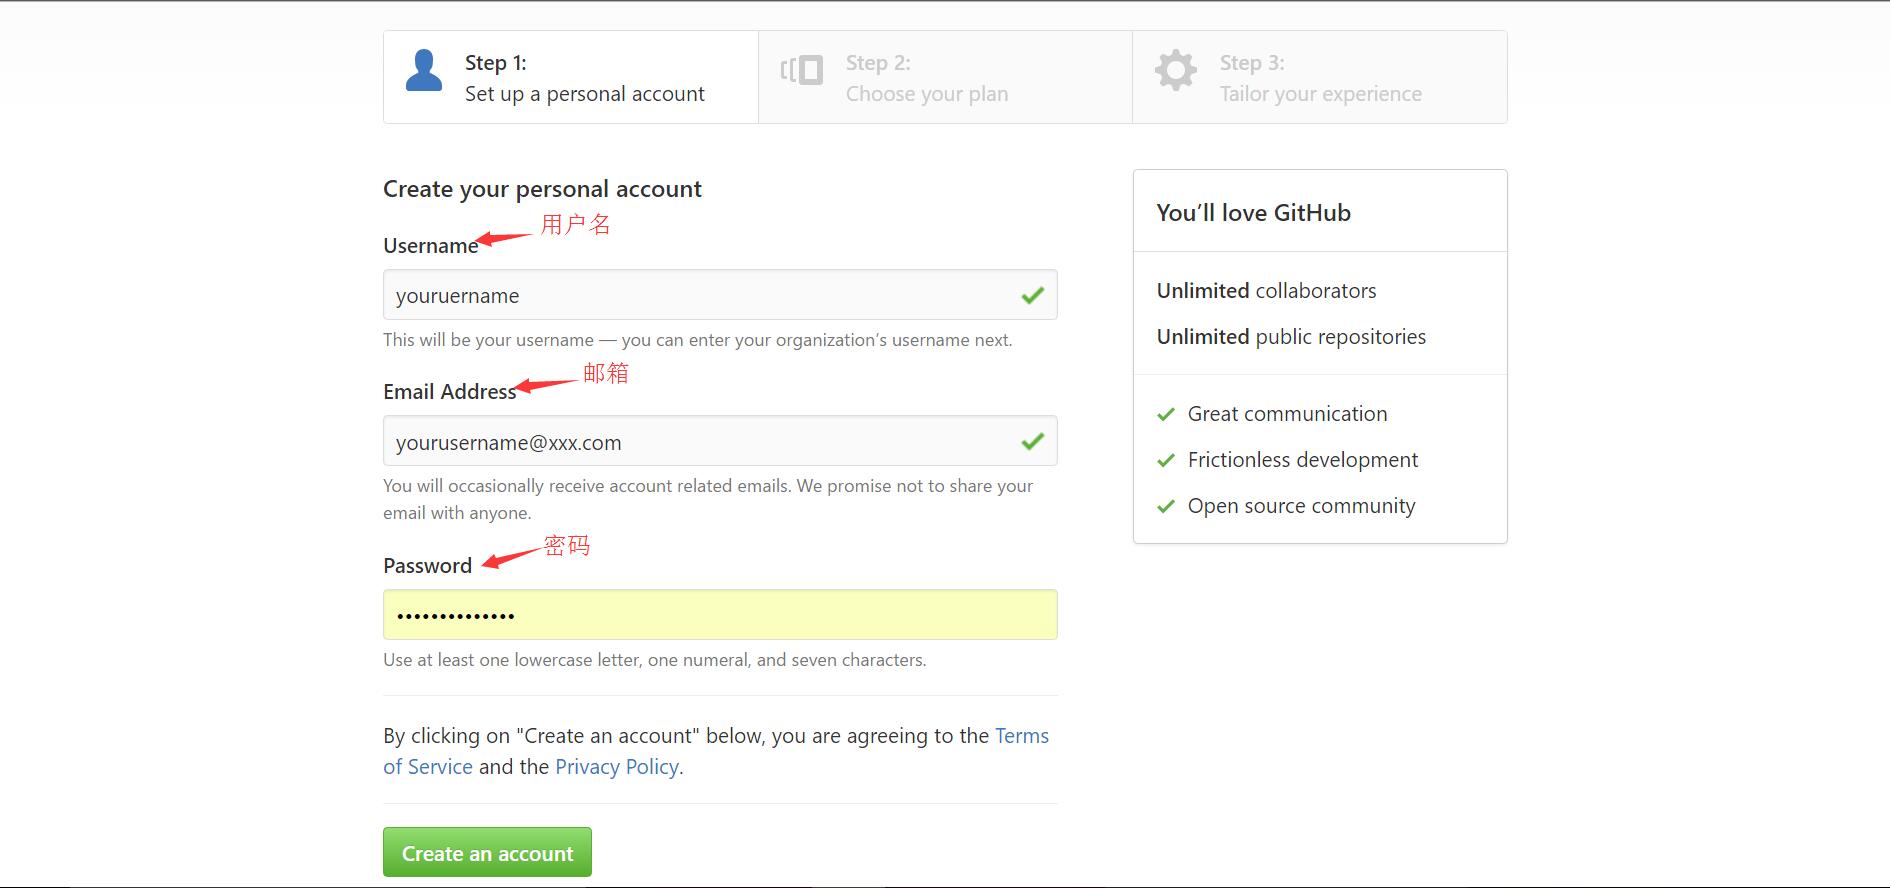 Step 1:
Set up a personal account
Step 2:
Choose your plan
Step 3:
Tailor your experience
Create your personal account
用户名
Username
youruername
This will be your username — you can enter your organization’s username next.
邮箱
Email Address
yourusername@xxx.com
You will occasionally receive account related emails. We promise not to share your
email with anyone.
密码
Password
••••••••••••••
Use at least one lowercase letter, one numeral, and seven characters.
By clicking on "Create an account" below, you are agreeing to the Terms
of Service and the Privacy Policy.
Create an account
You’ll love GitHub
Unlimited collaborators
Unlimited public repositories
Great communication
Frictionless development
Open source community